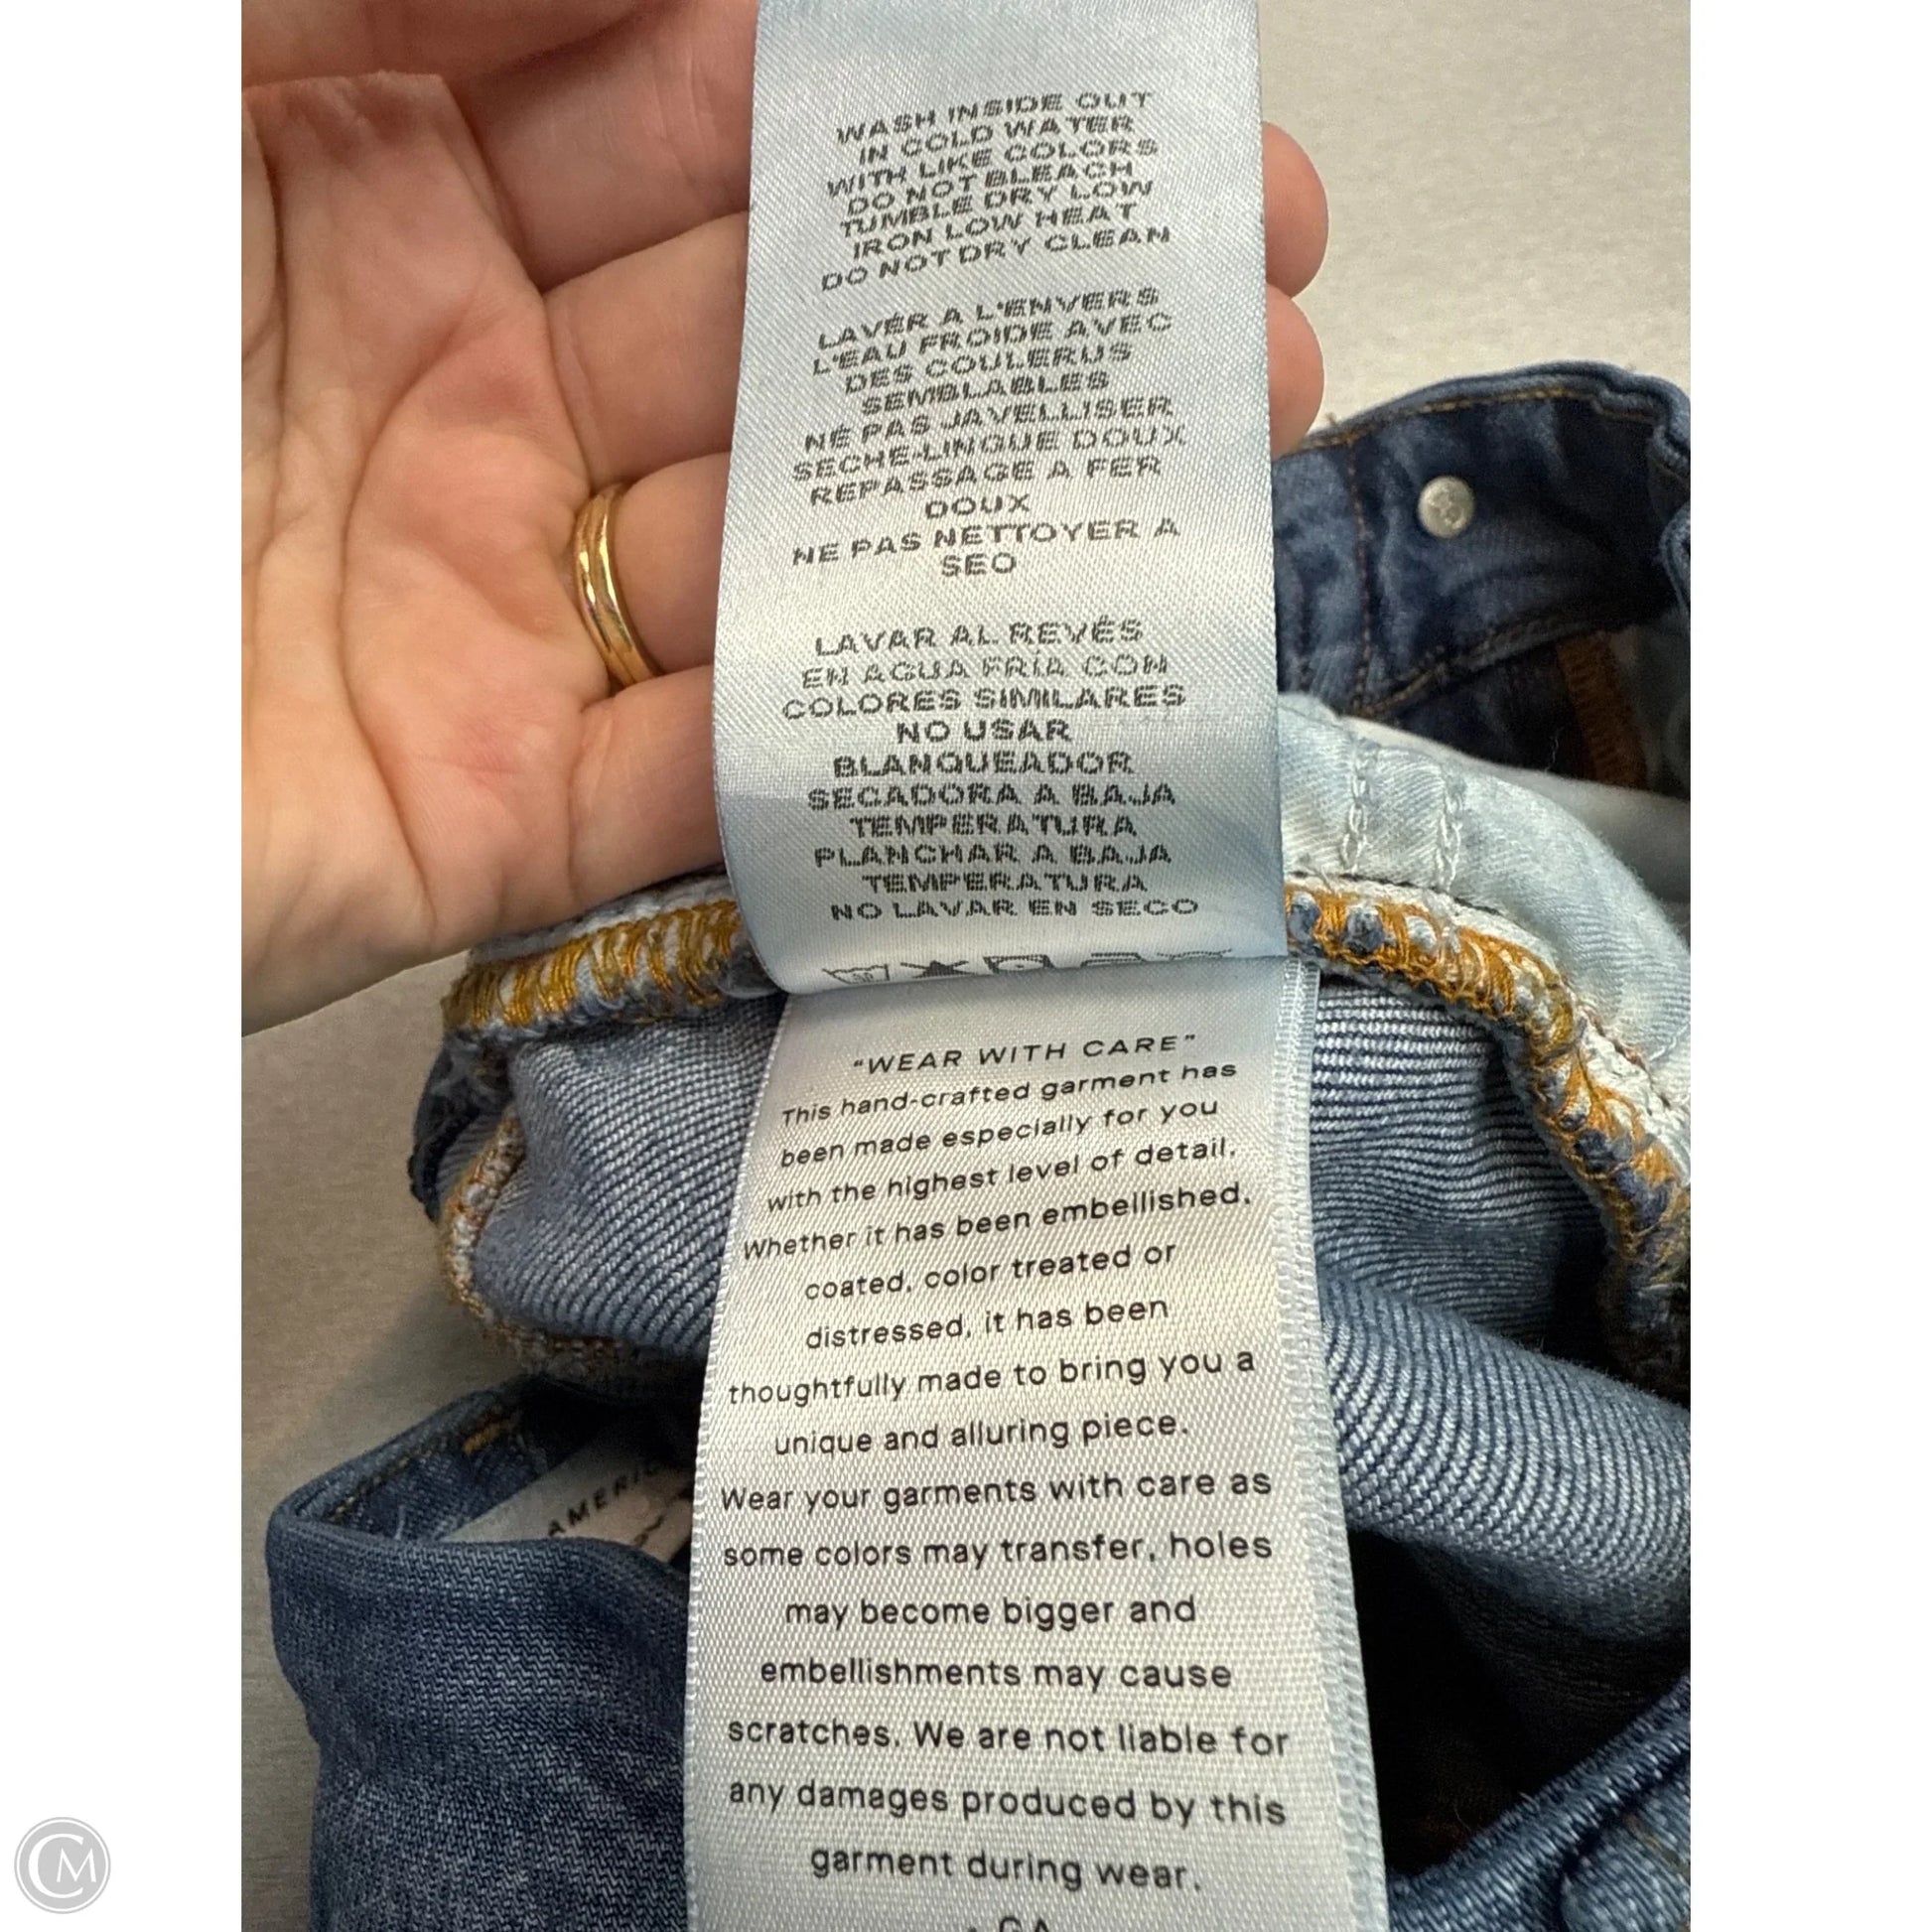 WASH INSIDE OUT
IN COLD WATER
WITH LIKE COLORS
DO NOT BLEACH
TUMBLE DRY LOW
IRON LOW HEAT
DO NOT DRY CLEAN
LAVÉR A L'ENVERS
L'EAU FROIDE AVEC
DES COULERUS
SEMBLABLES
NÉ PAS JAVELLISER
SECHE-LINGUE DOUX
REPASSAGE A FER
DOUX
NE PAS NETTOYER A
SEO
LAVAR AL REVÉS
EN AGUA FRÍA CON
COLORES SIMILARES
NO USAR
BLANQUEADOR
SECADORA A BAJA
TEMPERATURA
PLANCHAR A BAJA
TEMPERATURA
NO LAVAR EN SECO
"WEAR WITH CARE"
This hand-crafted garment has
been made especially for you
with the highest level of detail.
Whether it has been embellished,
coated, color treated or
distressed, it has been
thoughtfully made to bring you a
unique and alluring piece.
Wear your garments with care as
some colors may transfer, holes
may become bigger and
embellishments may cause
scratches. We are not liable for
any damages produced by this
garment during wear.
CM